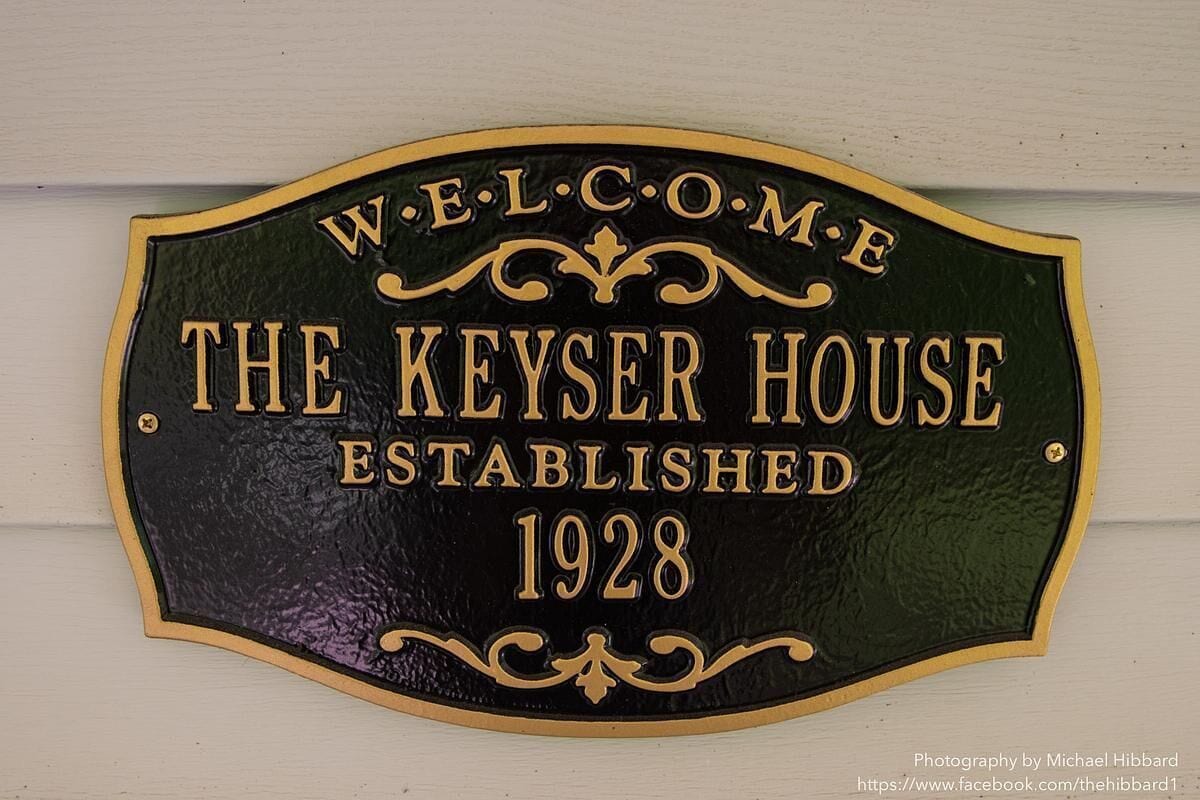 W·E·L·C·O·M·E
THE KEYSER HOUSE
ESTABLISHED
1928
Photography by Michael Hibbard
https://www.facebook.com/thehibbard1